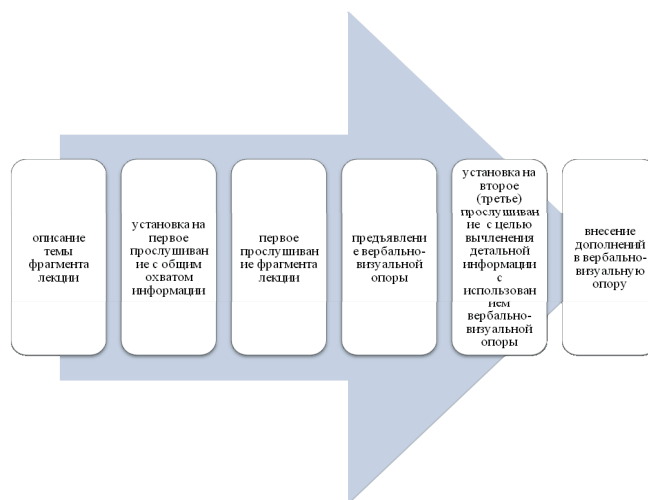 описание
темы
фрагмента
лекции
установка на
первое
прослушиван
ие с общим
охватом
информации
первое
прослушиван
ие фрагмента
лекции
предъявлени
е вербально-
визуальной
опоры
установка на
второе
(третье)
прослушиван
ие с целью
вычленения
детальной
информации
с
использован
ием
вербально-
визуальной
опоры
внесение
дополнений
в вербально-
визуальную
опору